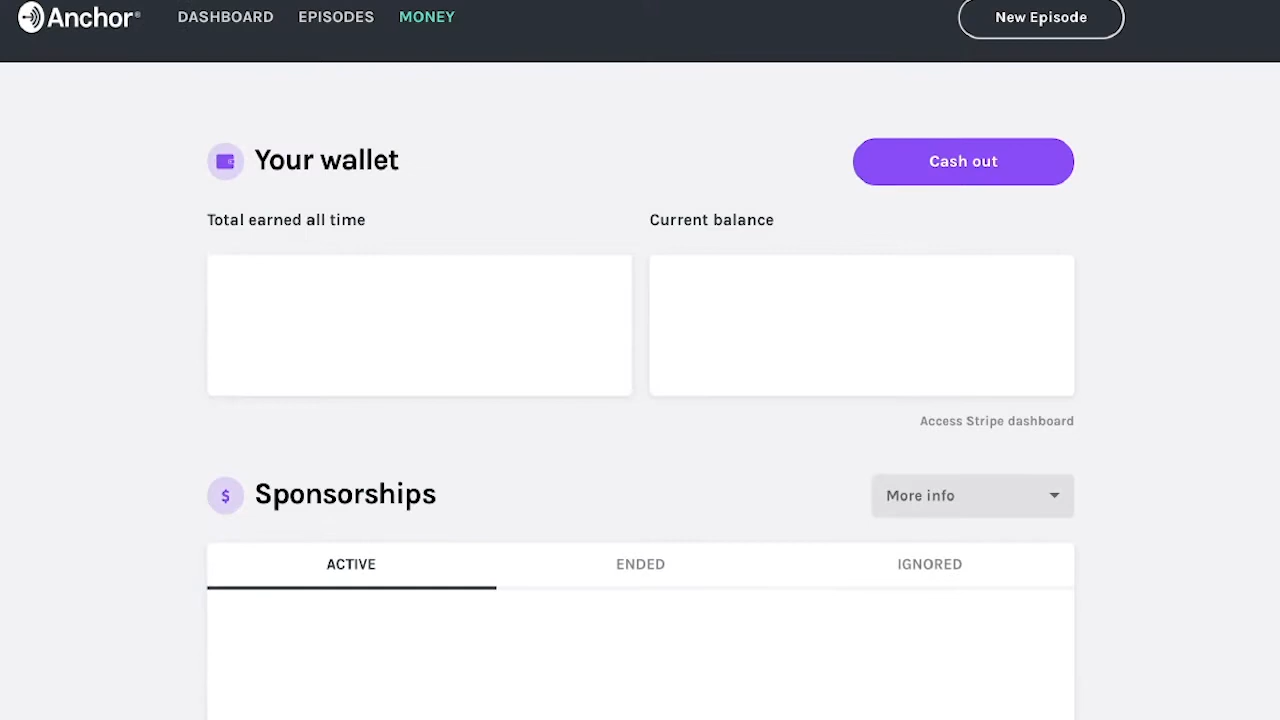 Anchor®
DASHBOARD EPISODES MONEY
New Episode
Your wallet
Cash out
Total earned all time
Current balance
Access Stripe dashboard
$ Sponsorships
More info
ACTIVE ENDED IGNORED